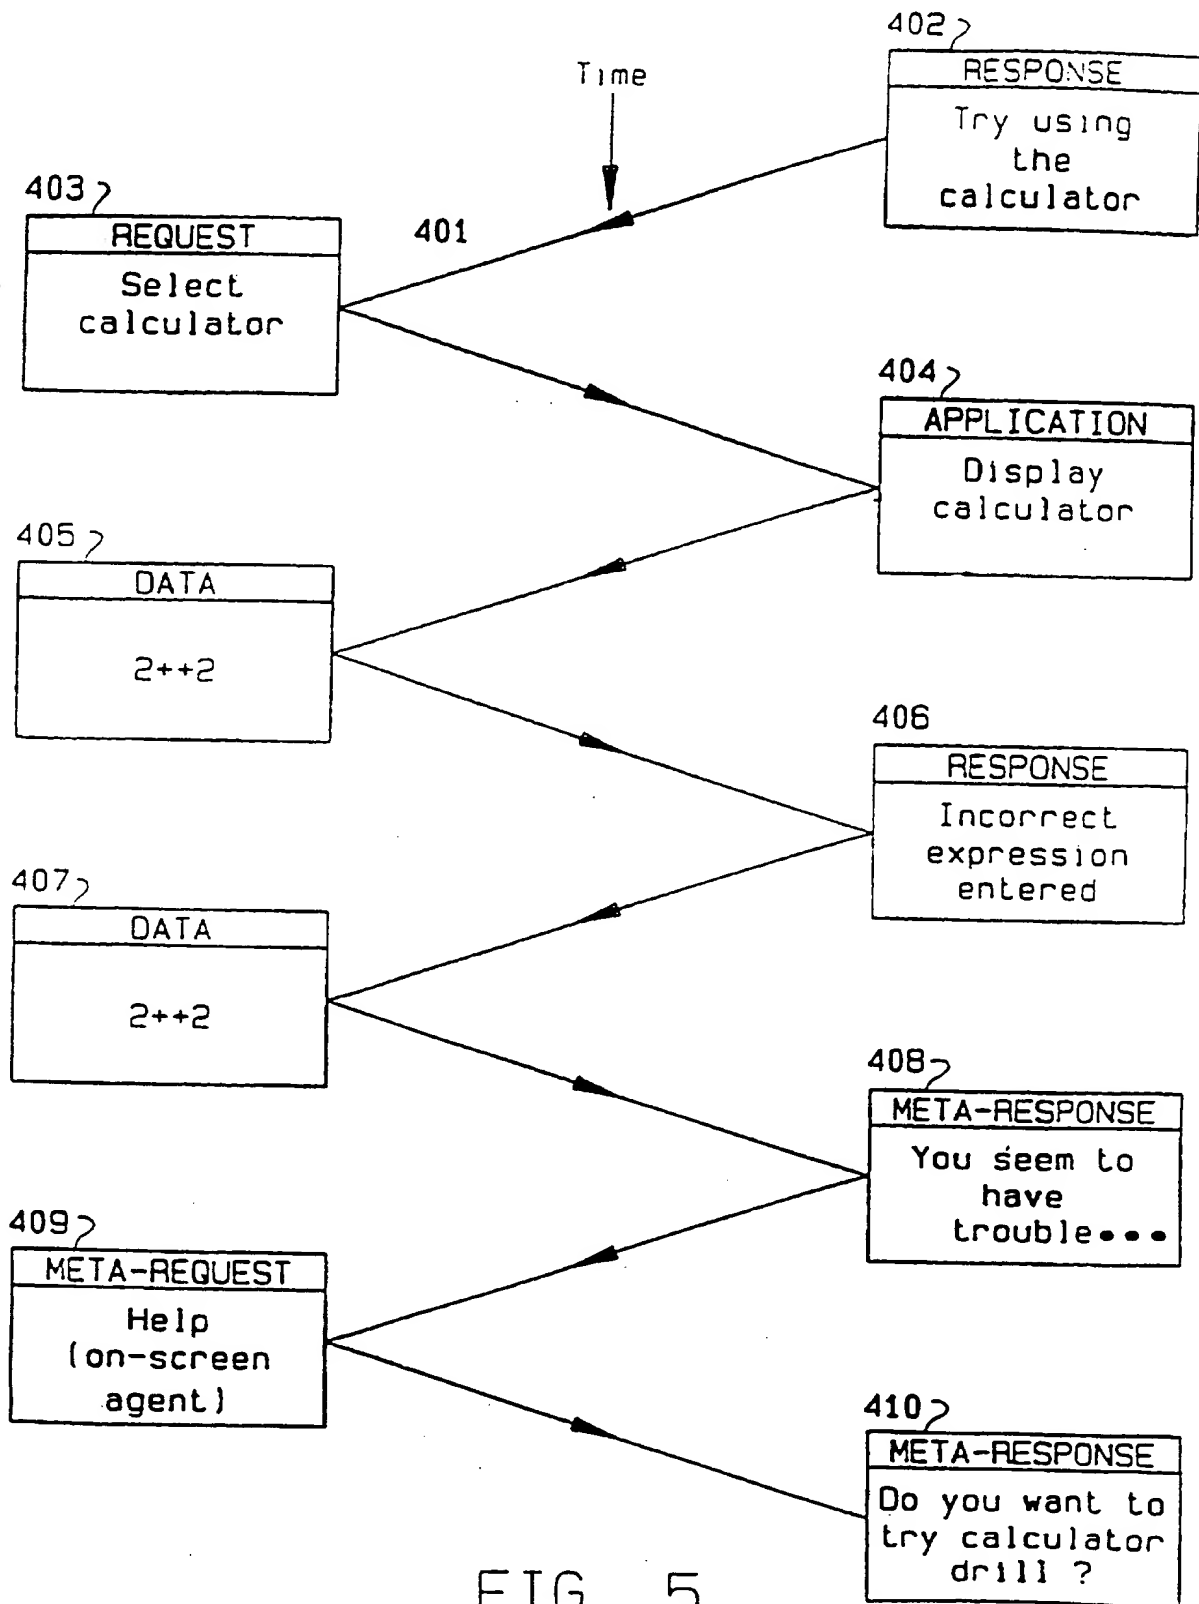 402
RESPONSE
Try using
the
calculator
Time
403
REQUEST
Select
calculator
401
404
APPLICATION
Display
calculator
405
DATA
2++2
406
RESPONSE
Incorrect
expression
entered
407
DATA
2++2
408
META-RESPONSE
You seem to
have
trouble•••
409
META-REQUEST
Help
(on-screen
agent)
410
META-RESPONSE
Do you want to
try calculator
drill ?
FIG. 5